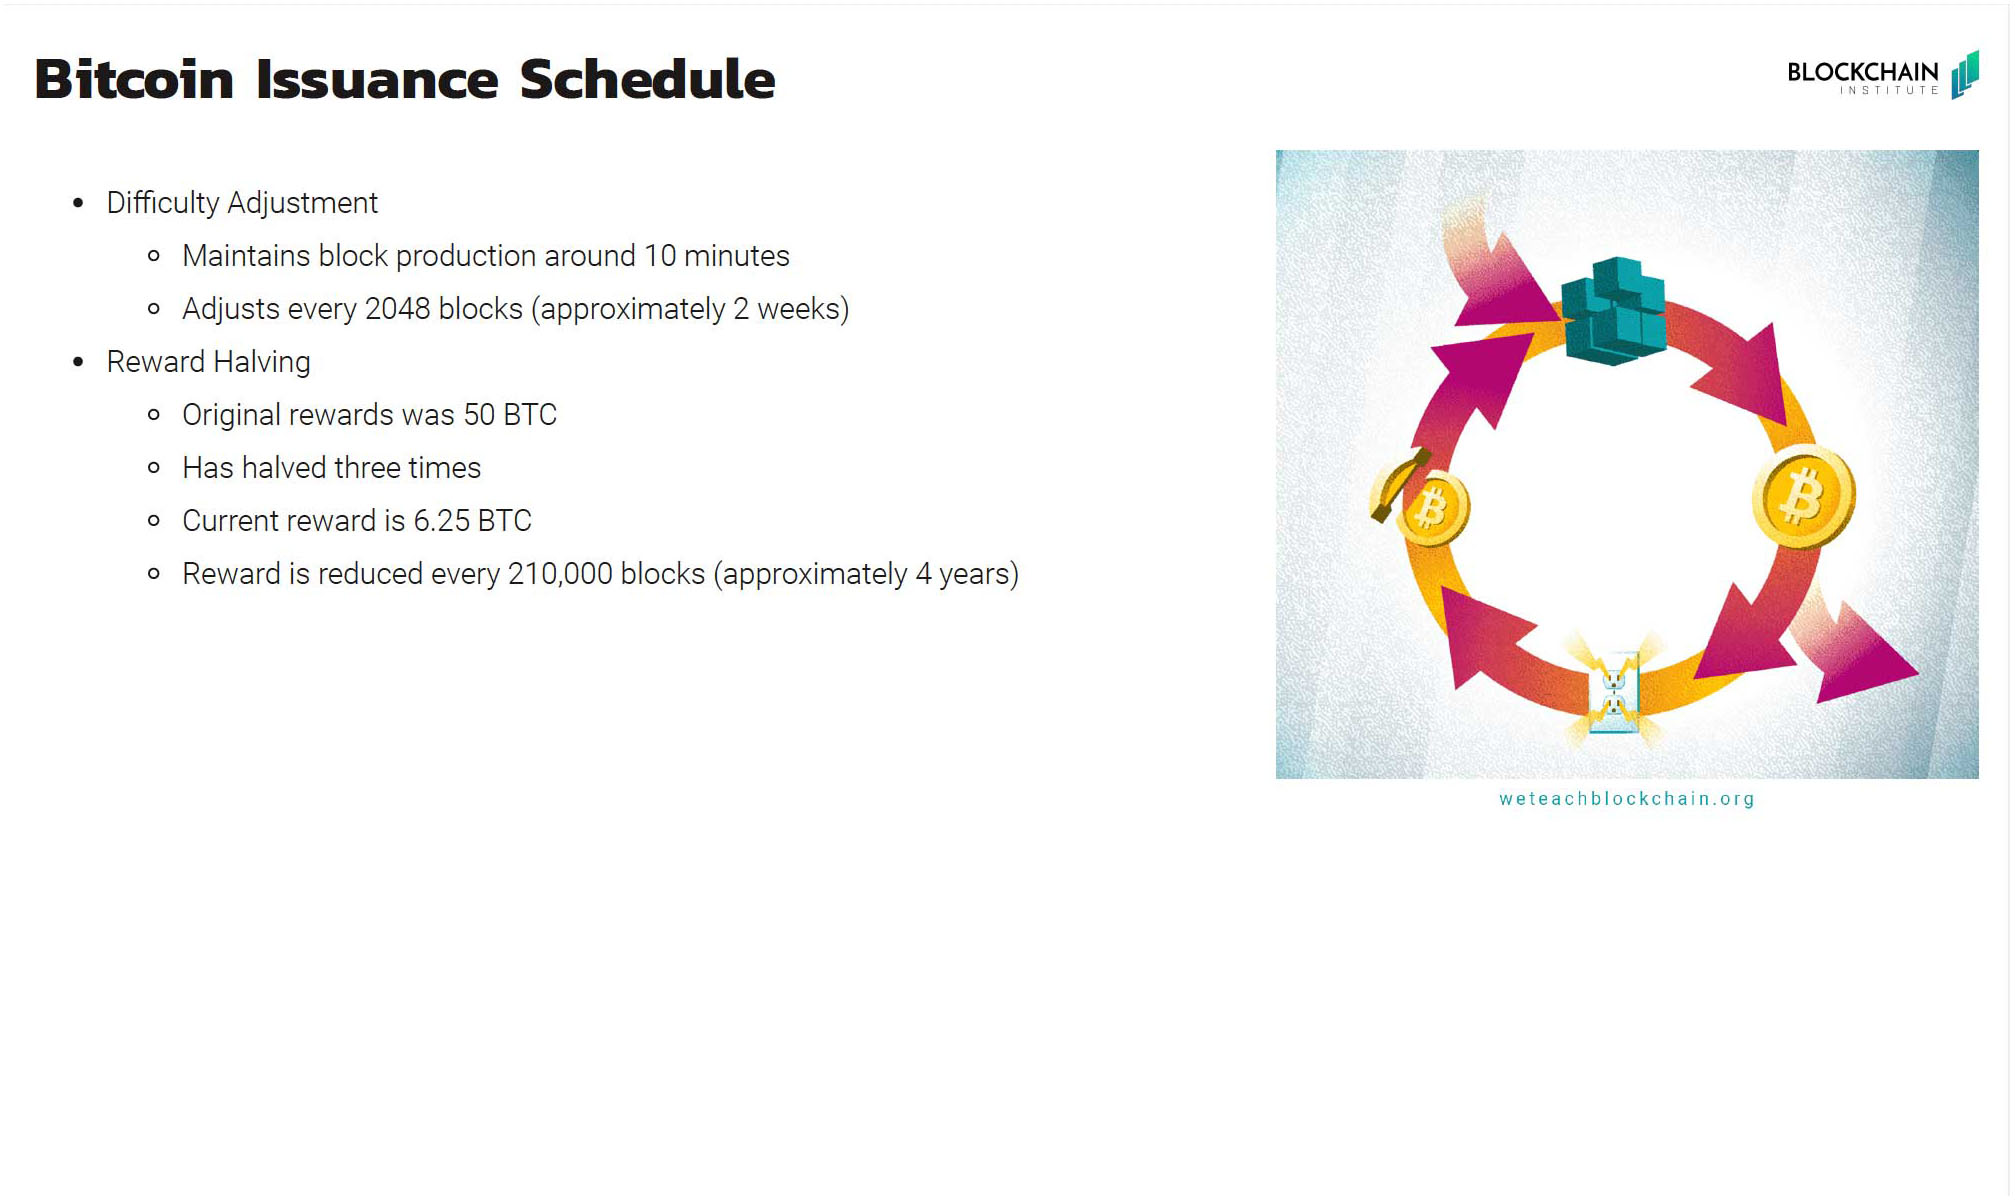 Bitcoin Issuance Schedule
BLOCKCHAIN
INSTITUTE
• Difficulty Adjustment
○ Maintains block production around 10 minutes
○ Adjusts every 2048 blocks (approximately 2 weeks)
• Reward Halving
○ Original rewards was 50 BTC
○ Has halved three times
○ Current reward is 6.25 BTC
○ Reward is reduced every 210,000 blocks (approximately 4 years)
weteachblockchain.org